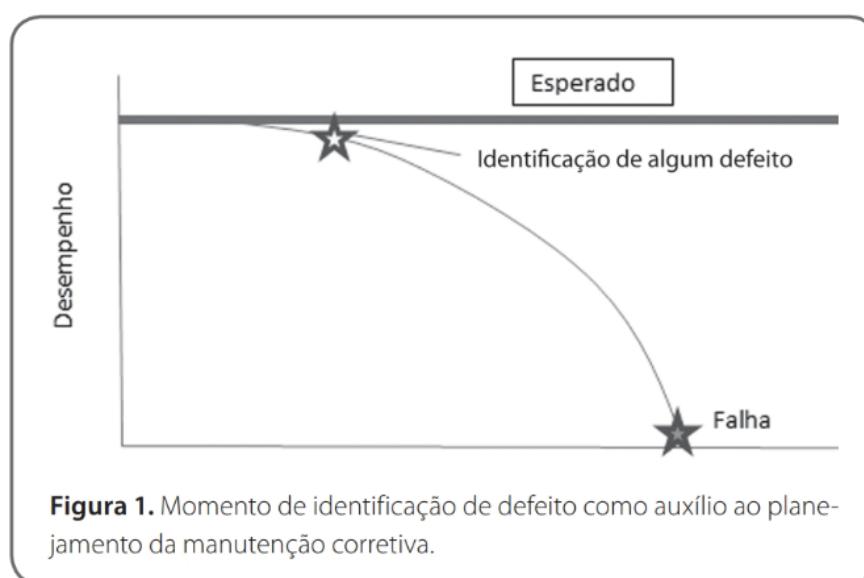 Esperado
Identificação de algum defeito
Desempenho
Falha
Figura 1. Momento de identificação de defeito como auxílio ao plane-
jamento da manutenção corretiva.